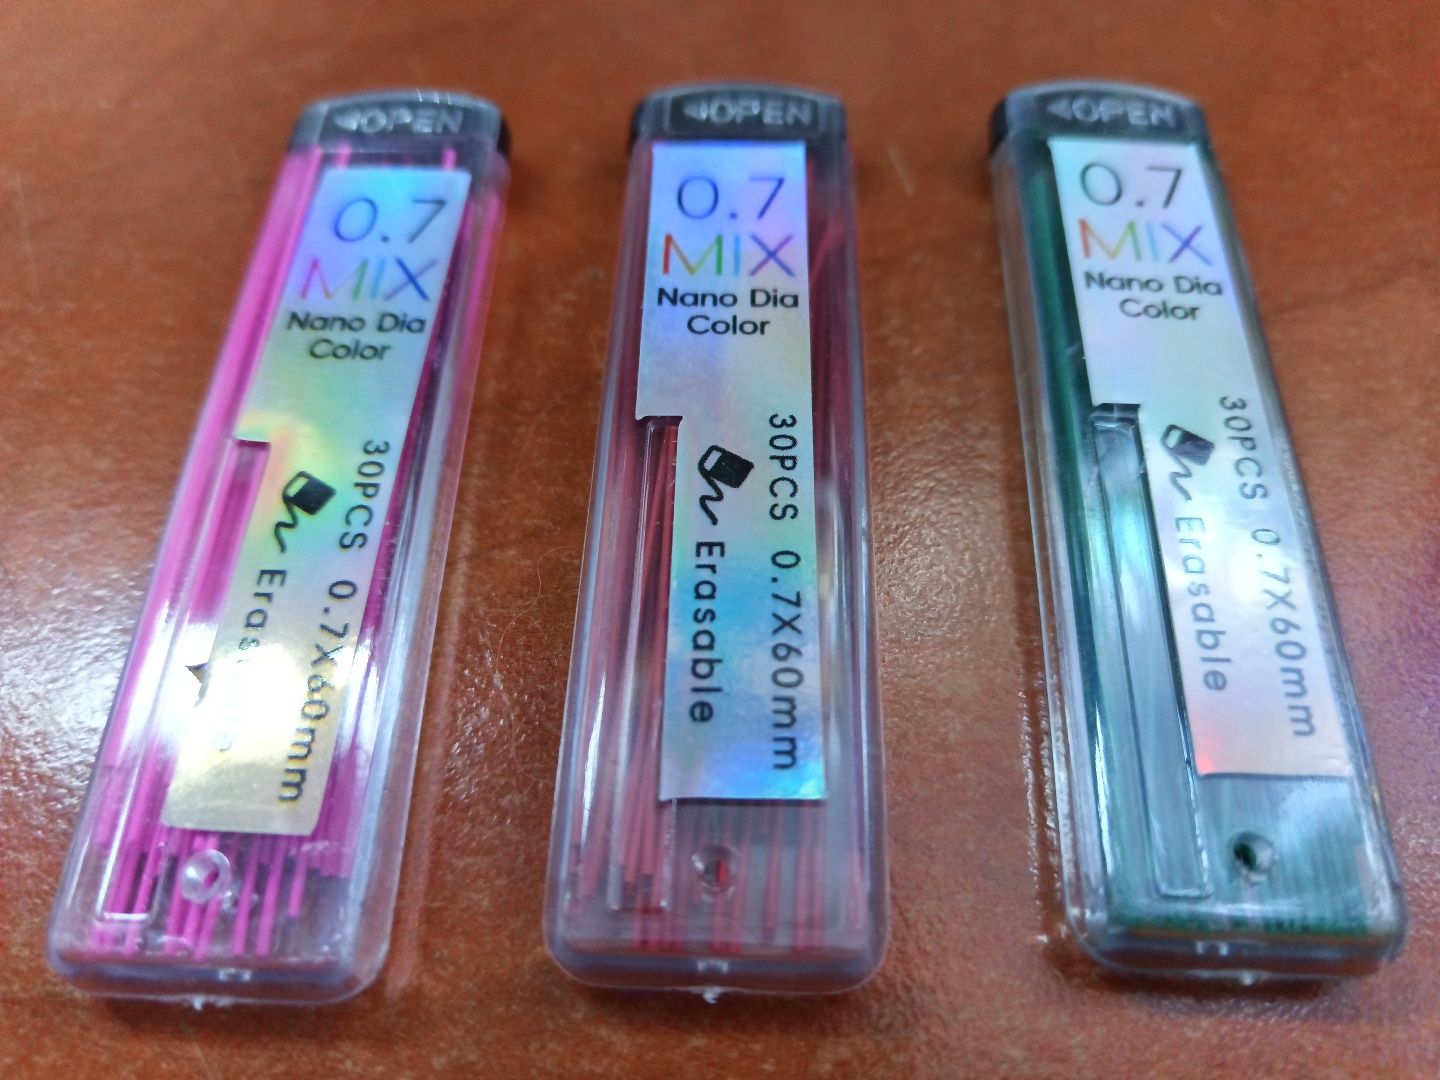 OPEN
0.7
MIX
Nano Dia
Color
30PCS 0.7X60mm
Erasable
OPEN
0.7
MIX
Nano Dia
Color
30PCS 0.7X60mm
Erasable
OPEN
0.7
MIX
Nano Dia
Color
30PCS 0.7X60mm
Erasable